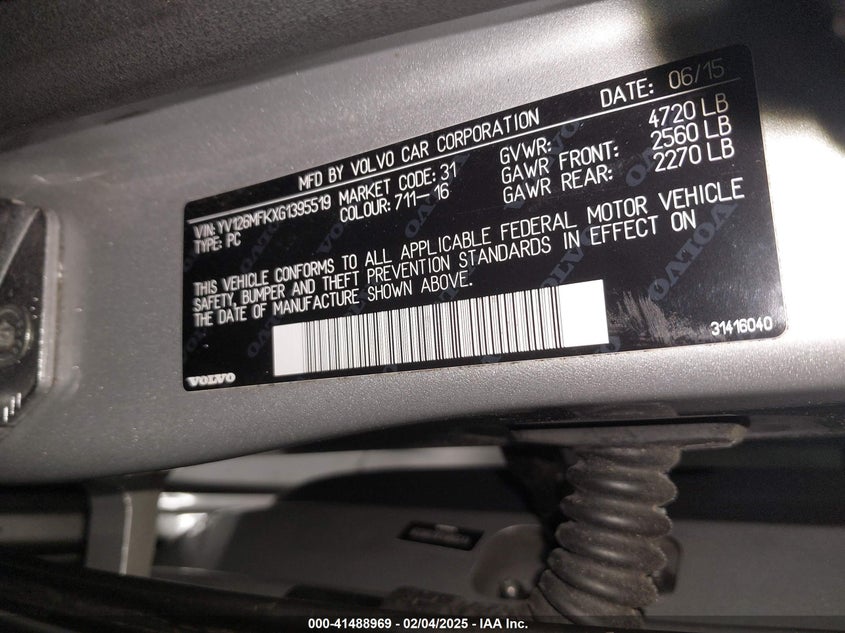 DATE: 06/15
MFD BY VOLVO CAR CORPORATION
GVWR: 4720 LB
GAWR FRONT: 2560 LB
GAWR REAR: 2270 LB
VIN: YV126MFKXG1395519 MARKET CODE: 31
TYPE: PC COLOUR: 711-16
THIS VEHICLE CONFORMS TO ALL APPLICABLE FEDERAL MOTOR VEHICLE
SAFETY, BUMPER AND THEFT PREVENTION STANDARDS IN EFFECT ON
THE DATE OF MANUFACTURE SHOWN ABOVE.
31416040
VOLVO
000-41488969 - 02/04/2025 - IAA Inc.